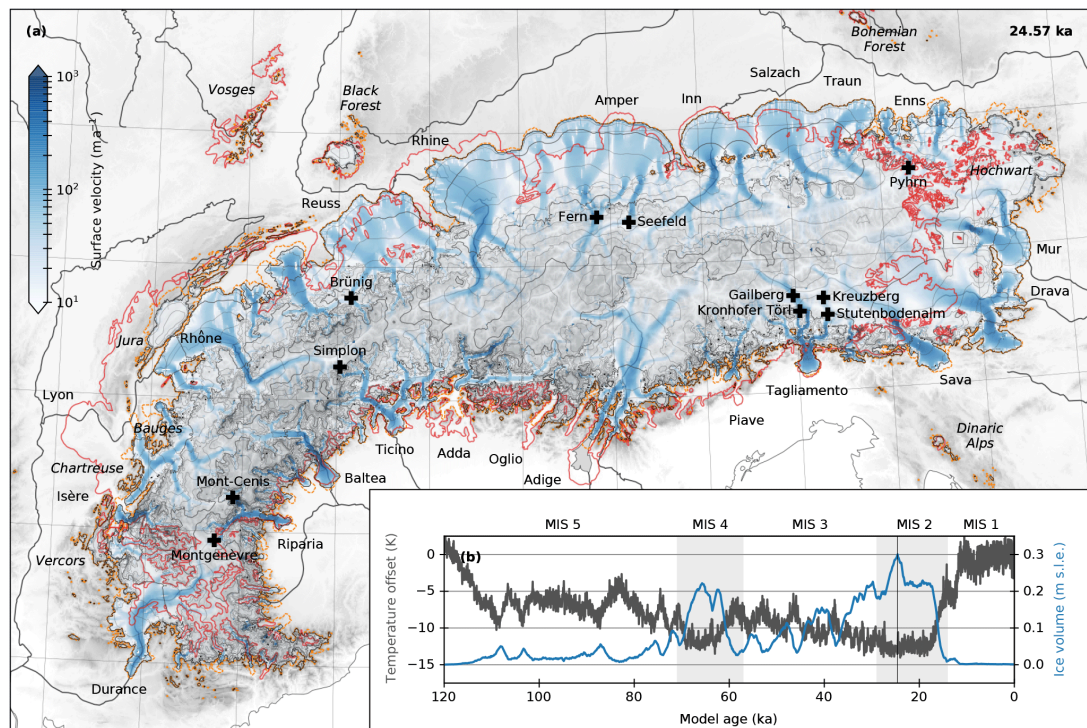 (a)
24.57 ka
Bohemian
Forest
Salzach
Traun
Vosges
Black
Forest
Amper
Inn
Enns
Rhine
Hochwart
Pyhrn
Reuss
Fern
Seefeld
Mur
Brünig
Gailberg
Kreuzberg
Drava
Kronhofer Törl
Stutenbodenalm
Jura
Rhône
Simplon
Tagliamento
Sava
Lyon
Piave
Bauges
Dinaric
Alps
Ticino
Adda
Oglio
Chartreuse
Baltea
Adige
Isère
Mont-Cenis
Riparia
Vercors
Montgenèvre
Durance
10³
10²
10¹
Surface velocity (m a⁻¹)
MIS 5
MIS 4
MIS 3
MIS 2
MIS 1
(b)
0
−5
−10
−15
Temperature offset (K)
0.3
0.2
0.1
0.0
Ice volume (m s.l.e.)
120
100
80
60
40
20
0
Model age (ka)